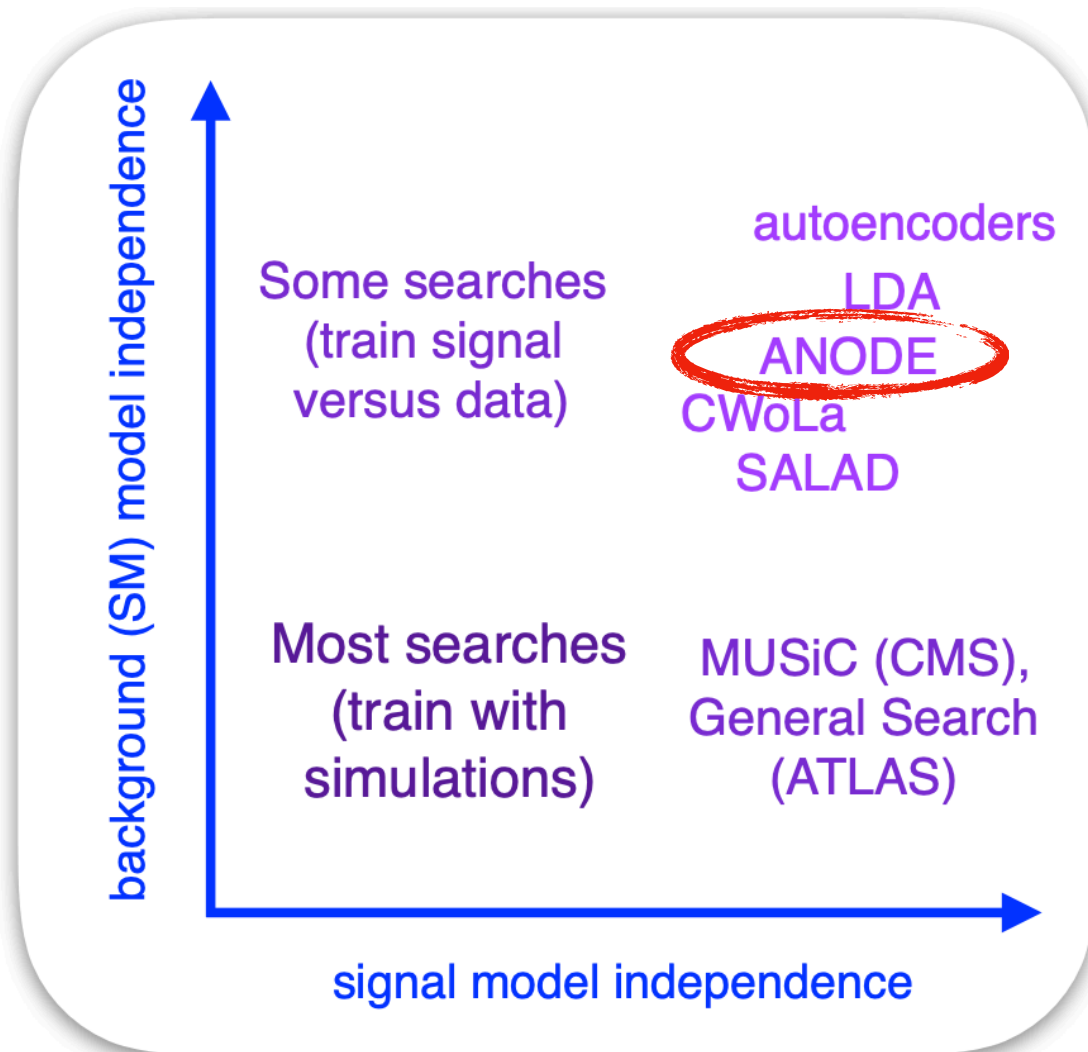 background (SM) model independence
Some searches
(train signal
versus data)
autoencoders
LDA
ANODE
CWoLa
SALAD
Most searches
(train with
simulations)
MUSiC (CMS),
General Search
(ATLAS)
signal model independence